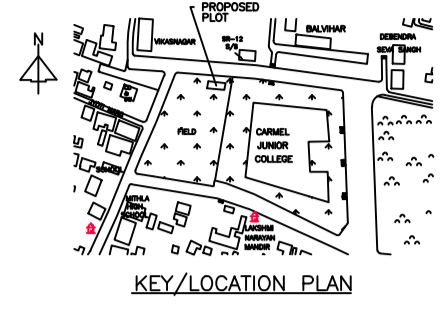 PROPOSED
PLOT
N
VIKASNAGAR
SR-12
S/S
BALVIHAR
DEBENDRA
SEVA SANGH
FIELD
CARMEL
JUNIOR
COLLEGE
SCHOOL
MITHLA
HIGH
SCHOOL
LAKSHMI
NARAYAN
MANDIR
KEY/LOCATION PLAN